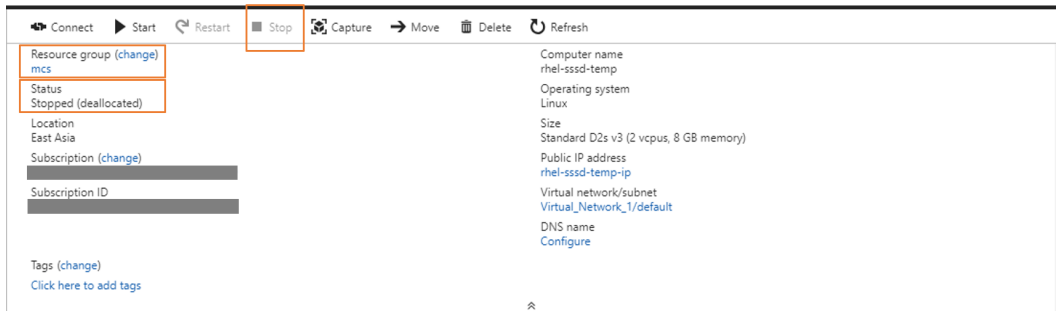 Connect Start Restart Stop Capture Move Delete Refresh
Resource group (change)
mcs
Status
Stopped (deallocated)
Location
East Asia
Subscription (change)
Subscription ID
Tags (change)
Click here to add tags
Computer name
rhel-sssd-temp
Operating system
Linux
Size
Standard D2s v3 (2 vcpus, 8 GB memory)
Public IP address
rhel-sssd-temp-ip
Virtual network/subnet
Virtual_Network_1/default
DNS name
Configure